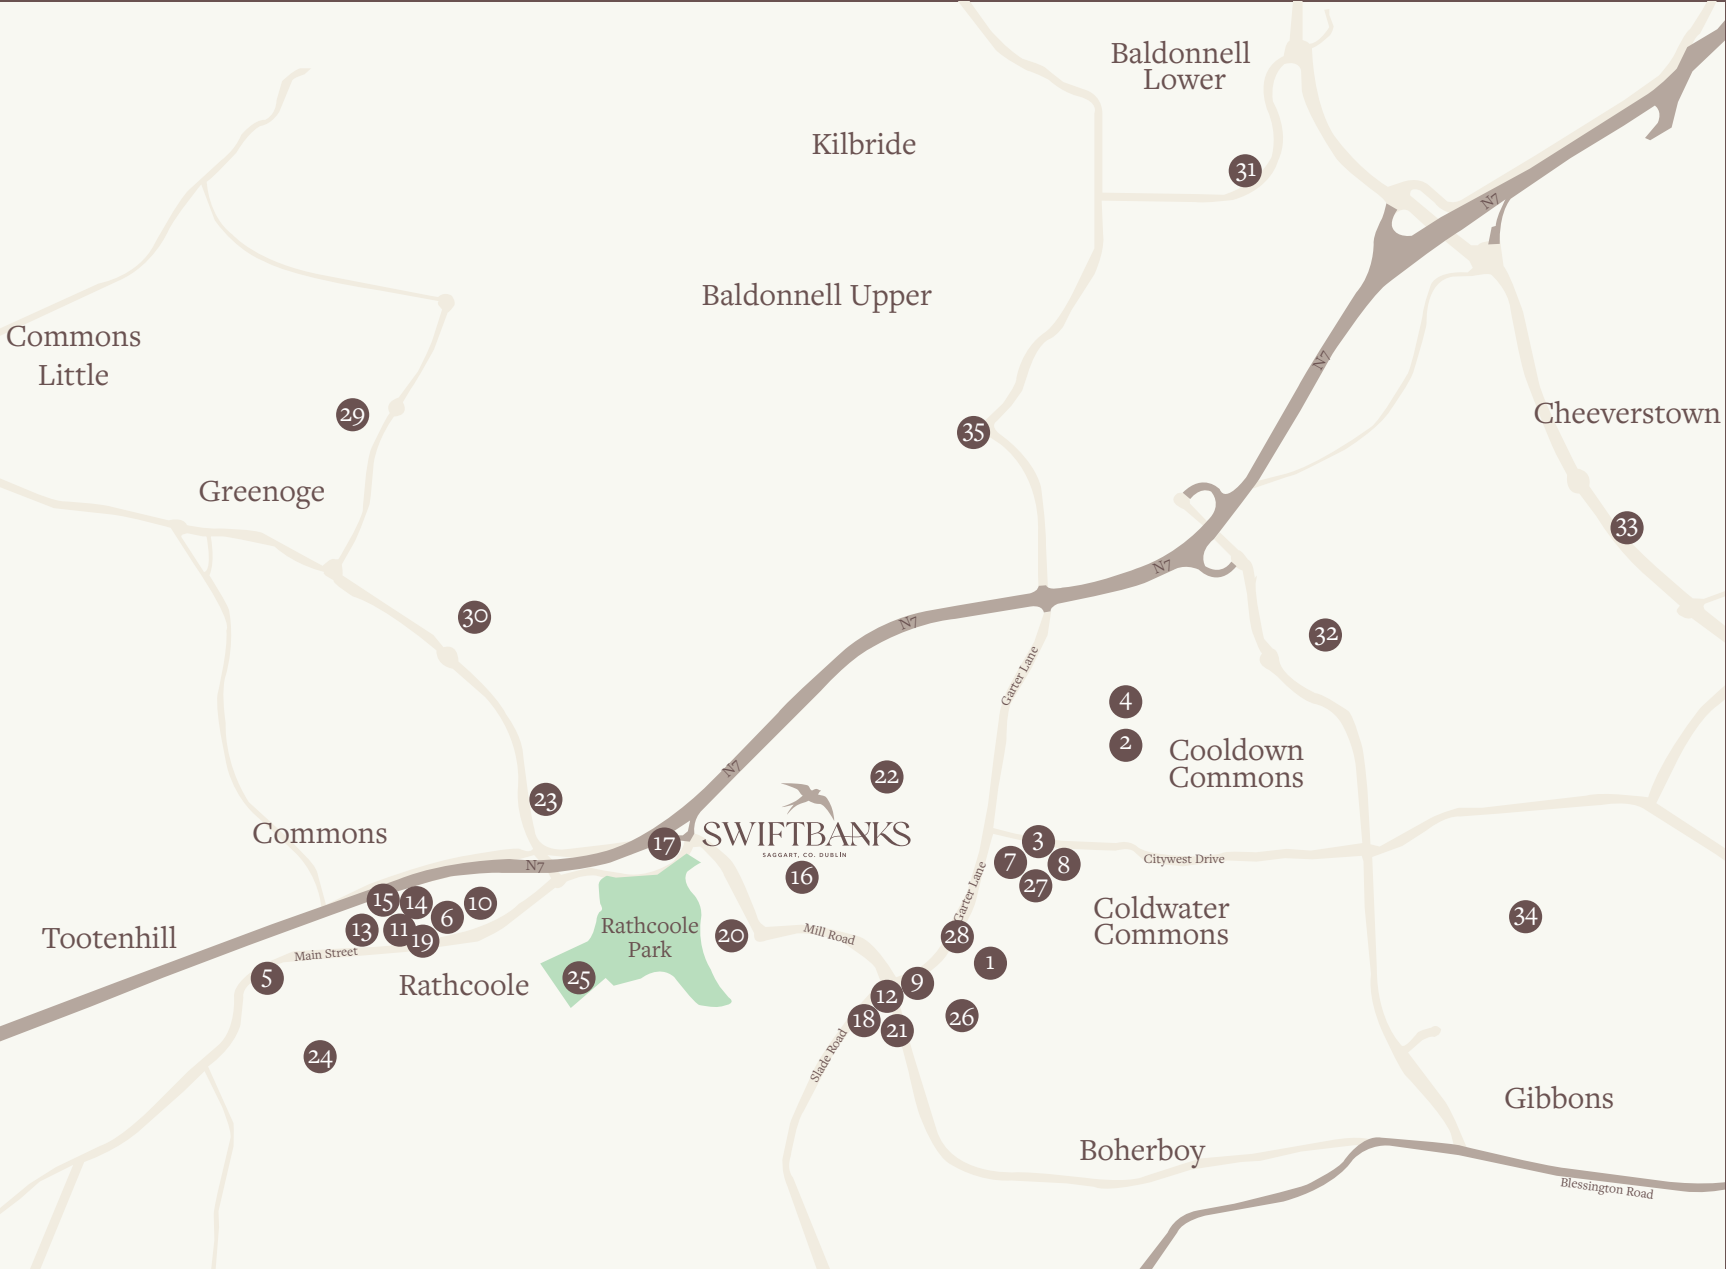 Baldonnell
Lower
Kilbride
31
N7
Baldonnell Upper
Commons
Little
N7
29
35
Cheeverstown
Greenoge
33
N7
30
N7
32
Garter Lane
4
2
Cooldown
Commons
N7
22
23
SWIFTBANKS
SAGGART, CO. DUBLIN
Commons
17
3
7
8
Citywest Drive
N7
16
27
Garter Lane
15
14
10
6
13
11
19
Coldwater
Commons
34
Rathcoole
Park
20
Mill Road
28
Tootenhill
Main Street
5
Rathcoole
25
1
9
12
18
21
26
24
Slade Road
Gibbons
Boherboy
Blessington Road